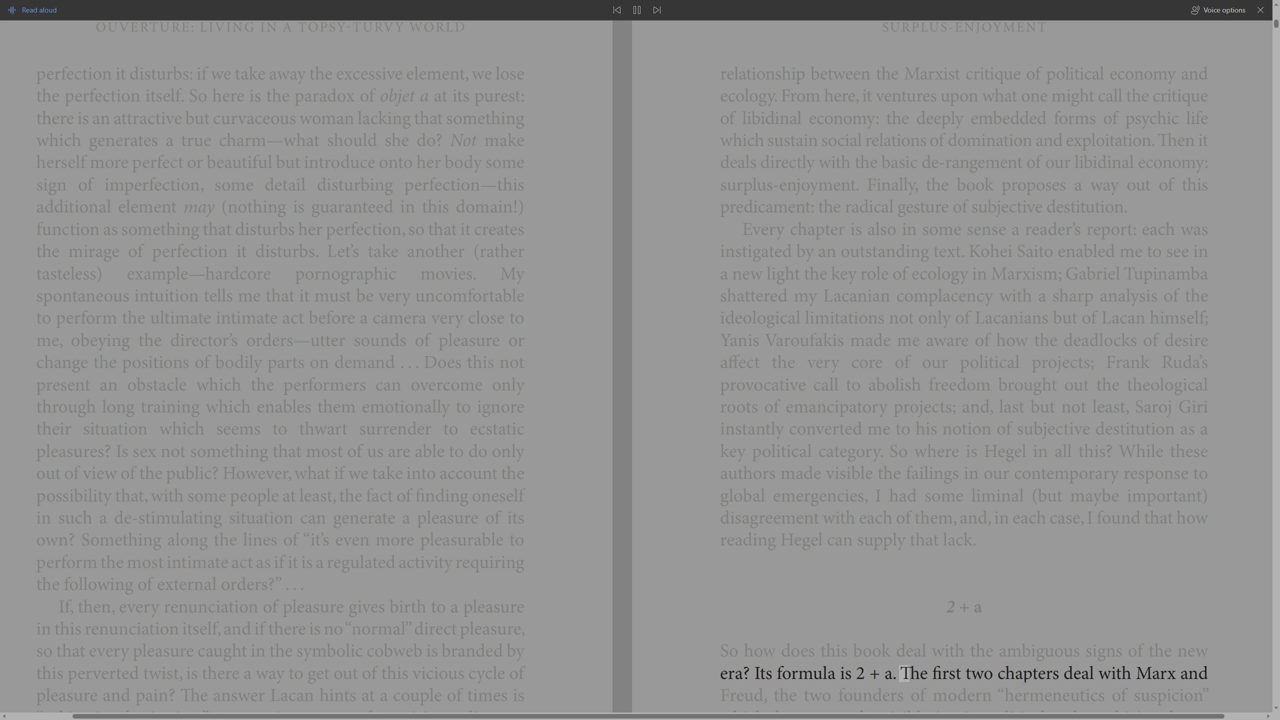 Read aloud
Voice options
OUVERTURE: LIVING IN A TOPSY-TURVY WORLD
perfection it disturbs: if we take away the excessive element, we lose
the perfection itself. So here is the paradox of objet a at its purest:
there is an attractive but curvaceous woman lacking that something
which generates a true charm—what should she do? Not make
herself more perfect or beautiful but introduce onto her body some
sign of imperfection, some detail disturbing perfection—this
additional element may (nothing is guaranteed in this domain!)
function as something that disturbs her perfection, so that it creates
the mirage of perfection it disturbs. Let’s take another (rather
tasteless) example—hardcore pornographic movies. My
spontaneous intuition tells me that it must be very uncomfortable
to perform the ultimate intimate act before a camera very close to
me, obeying the director’s orders—utter sounds of pleasure or
change the positions of bodily parts on demand . . . Does this not
present an obstacle which the performers can overcome only
through long training which enables them emotionally to ignore
their situation which seems to thwart surrender to ecstatic
pleasures? Is sex not something that most of us are able to do only
out of view of the public? However, what if we take into account the
possibility that, with some people at least, the fact of finding oneself
in such a de-stimulating situation can generate a pleasure of its
own? Something along the lines of “it’s even more pleasurable to
perform the most intimate act as if it is a regulated activity requiring
the following of external orders?” . . .
If, then, every renunciation of pleasure gives birth to a pleasure
in this renunciation itself, and if there is no “normal” direct pleasure,
so that every pleasure caught in the symbolic cobweb is branded by
this perverted twist, is there a way to get out of this vicious cycle of
pleasure and pain? The answer Lacan hints at a couple of times is
SURPLUS-ENJOYMENT
relationship between the Marxist critique of political economy and
ecology. From here, it ventures upon what one might call the critique
of libidinal economy: the deeply embedded forms of psychic life
which sustain social relations of domination and exploitation. Then it
deals directly with the basic de-rangement of our libidinal economy:
surplus-enjoyment. Finally, the book proposes a way out of this
predicament: the radical gesture of subjective destitution.
Every chapter is also in some sense a reader’s report: each was
instigated by an outstanding text. Kohei Saito enabled me to see in
a new light the key role of ecology in Marxism; Gabriel Tupinamba
shattered my Lacanian complacency with a sharp analysis of the
ideological limitations not only of Lacanians but of Lacan himself;
Yanis Varoufakis made me aware of how the deadlocks of desire
affect the very core of our political projects; Frank Ruda’s
provocative call to abolish freedom brought out the theological
roots of emancipatory projects; and, last but not least, Saroj Giri
instantly converted me to his notion of subjective destitution as a
key political category. So where is Hegel in all this? While these
authors made visible the failings in our contemporary response to
global emergencies, I had some liminal (but maybe important)
disagreement with each of them, and, in each case, I found that how
reading Hegel can supply that lack.
2 + a
So how does this book deal with the ambiguous signs of the new
era? Its formula is 2 + a. The first two chapters deal with Marx and
Freud, the two founders of modern “hermeneutics of suspicion”